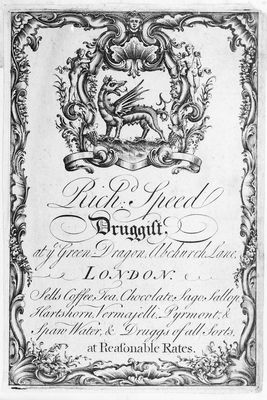 Richd. Speed
Druggist,
at ye Green Dragon, Abchurch Lane,
LONDON.
Sells Coffee, Tea, Chocolate, Sago, Sallop,
Hartshorn, Vermajelli, Pyrmont, &
Spaw Water, & Druggs of all Sorts,
at Reaſonable Rates.